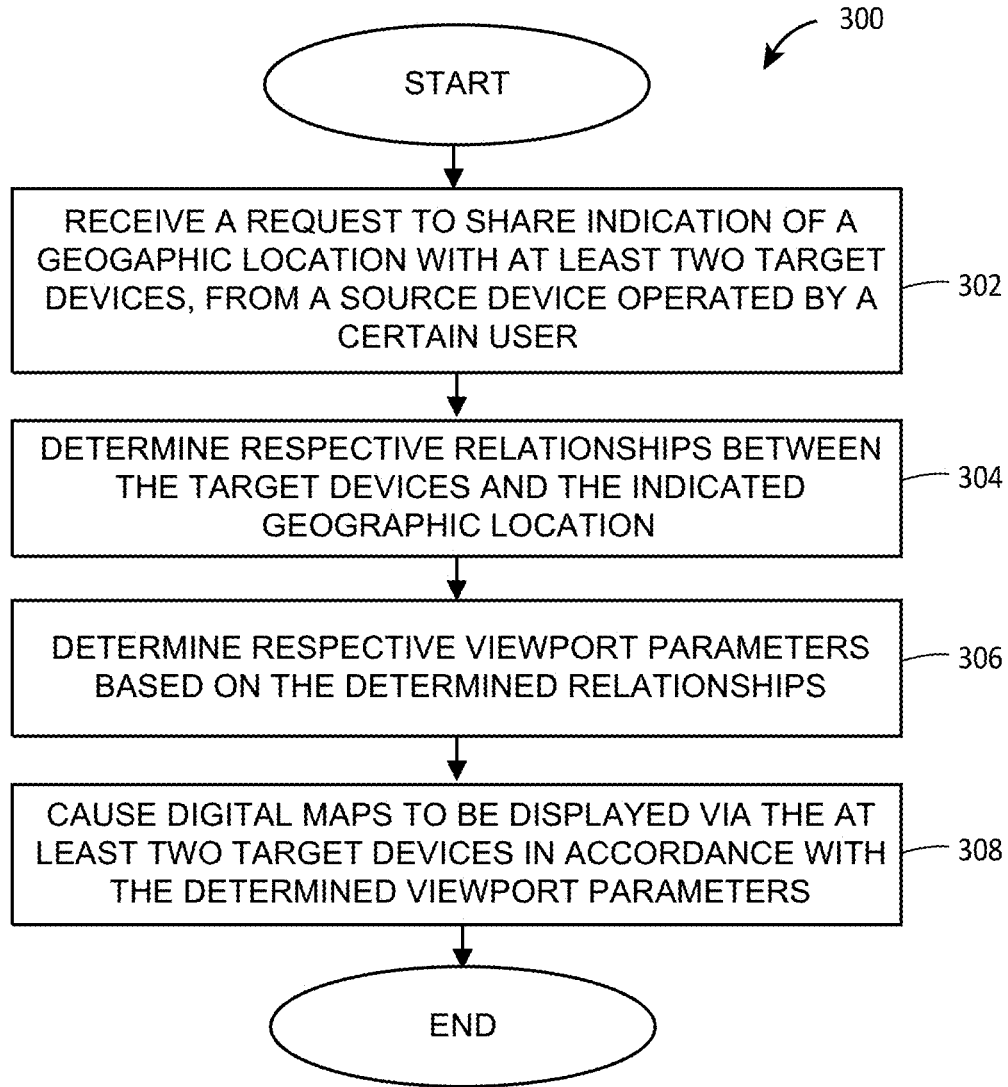 300
START
RECEIVE A REQUEST TO SHARE INDICATION OF A
GEOGAPHIC LOCATION WITH AT LEAST TWO TARGET
DEVICES, FROM A SOURCE DEVICE OPERATED BY A
CERTAIN USER
302
DETERMINE RESPECTIVE RELATIONSHIPS BETWEEN
THE TARGET DEVICES AND THE INDICATED
GEOGRAPHIC LOCATION
304
DETERMINE RESPECTIVE VIEWPORT PARAMETERS
BASED ON THE DETERMINED RELATIONSHIPS
306
CAUSE DIGITAL MAPS TO BE DISPLAYED VIA THE AT
LEAST TWO TARGET DEVICES IN ACCORDANCE WITH
THE DETERMINED VIEWPORT PARAMETERS
308
END